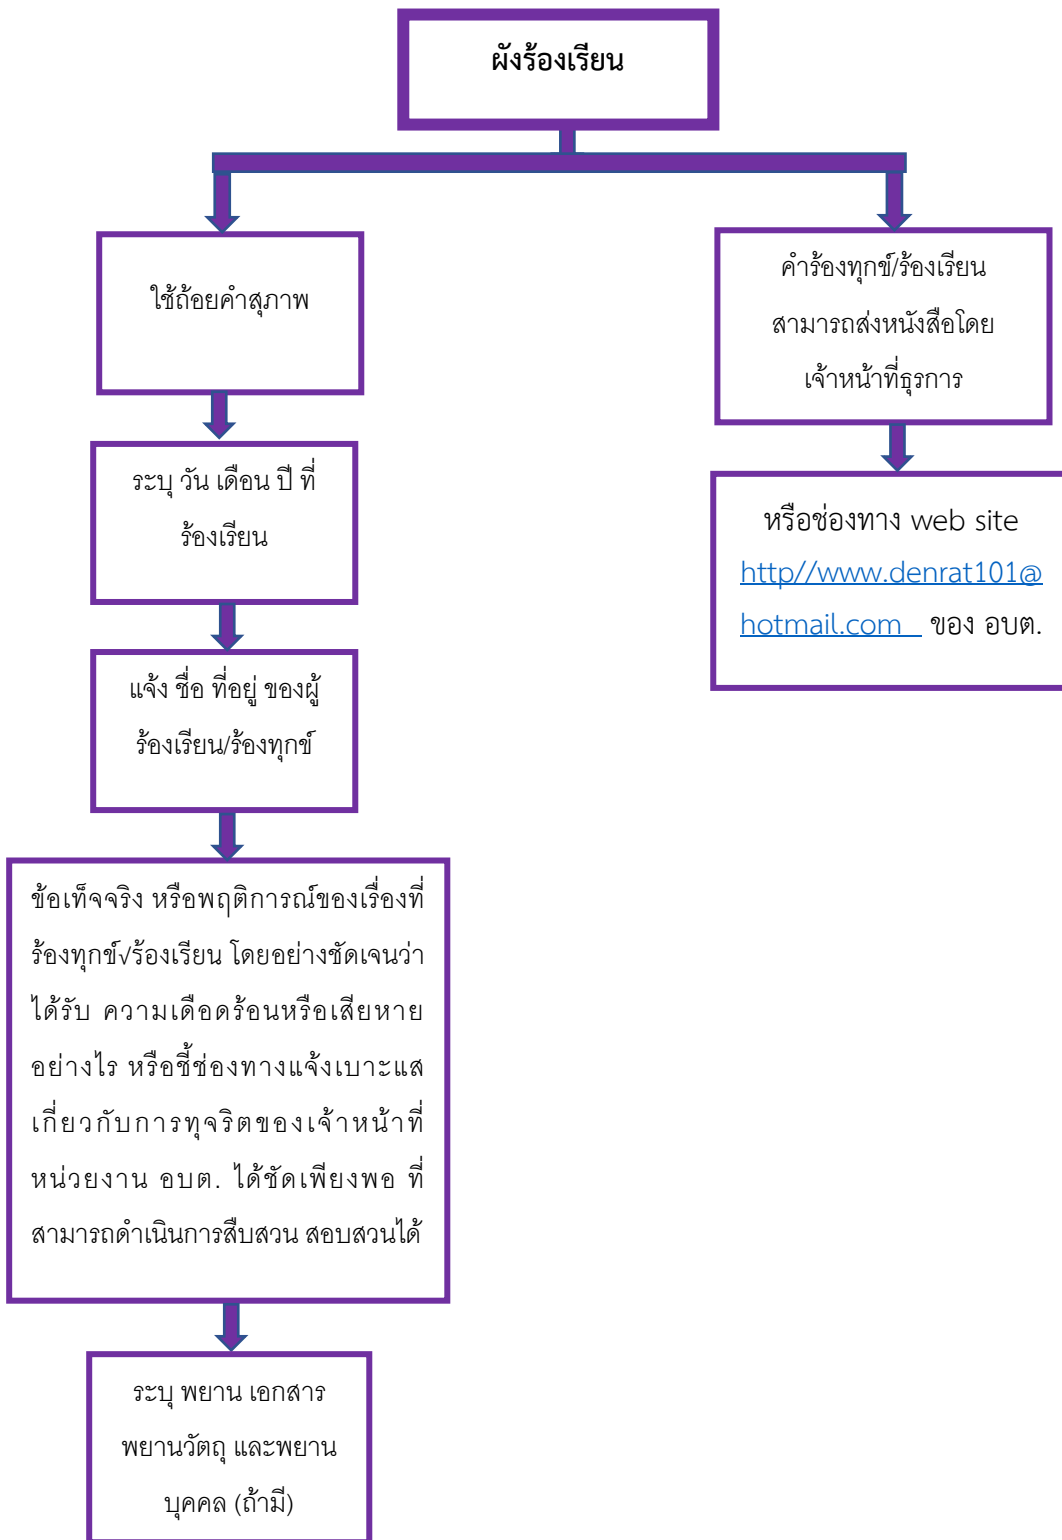 ผังร้องเรียน
ใช้ถ้อยคำสุภาพ
ระบุ วัน เดือน ปี ที่
ร้องเรียน
แจ้ง ชื่อ ที่อยู่ ของผู้
ร้องเรียน/ร้องทุกข์
ข้อเท็จจริง หรือพฤติการณ์ของเรื่องที่
ร้องทุกข์√ร้องเรียน โดยอย่างชัดเจนว่า
ได้รับ ความเดือดร้อนหรือเสียหาย
อย่างไร หรือชี้ช่องทางแจ้งเบาะแส
เกี่ยวกับการทุจริตของเจ้าหน้าที่
หน่วยงาน อบต. ได้ชัดเพียงพอ ที่
สามารถดำเนินการสืบสวน สอบสวนได้
ระบุ พยาน เอกสาร
พยานวัตถุ และพยาน
บุคคล (ถ้ามี)
คำร้องทุกข์/ร้องเรียน
สามารถส่งหนังสือโดย
เจ้าหน้าที่ธุรการ
หรือช่องทาง web site
http//www.denrat101@
hotmail.com ของ อบต.